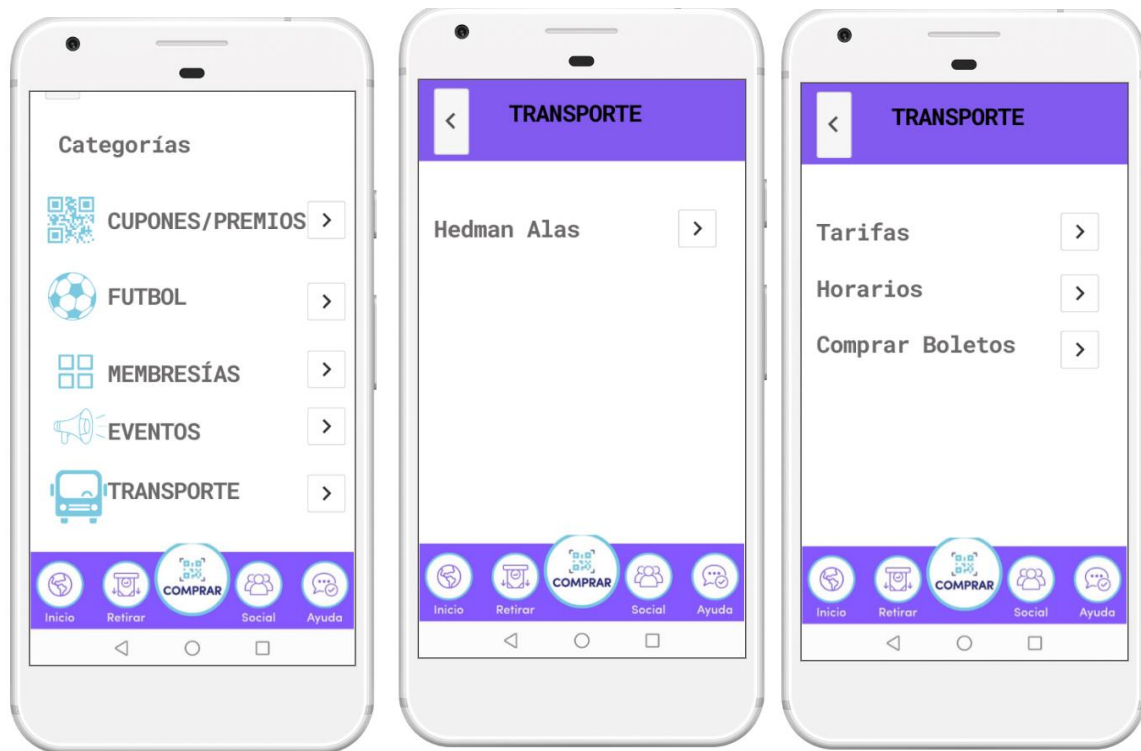 Categorías
CUPONES/PREMIOS
FUTBOL
MEMBRESÍAS
EVENTOS
TRANSPORTE
Inicio
Retirar
COMPRAR
Social
Ayuda
TRANSPORTE
Hedman Alas
Inicio
Retirar
COMPRAR
Social
Ayuda
TRANSPORTE
Tarifas
Horarios
Comprar Boletos
Inicio
Retirar
COMPRAR
Social
Ayuda